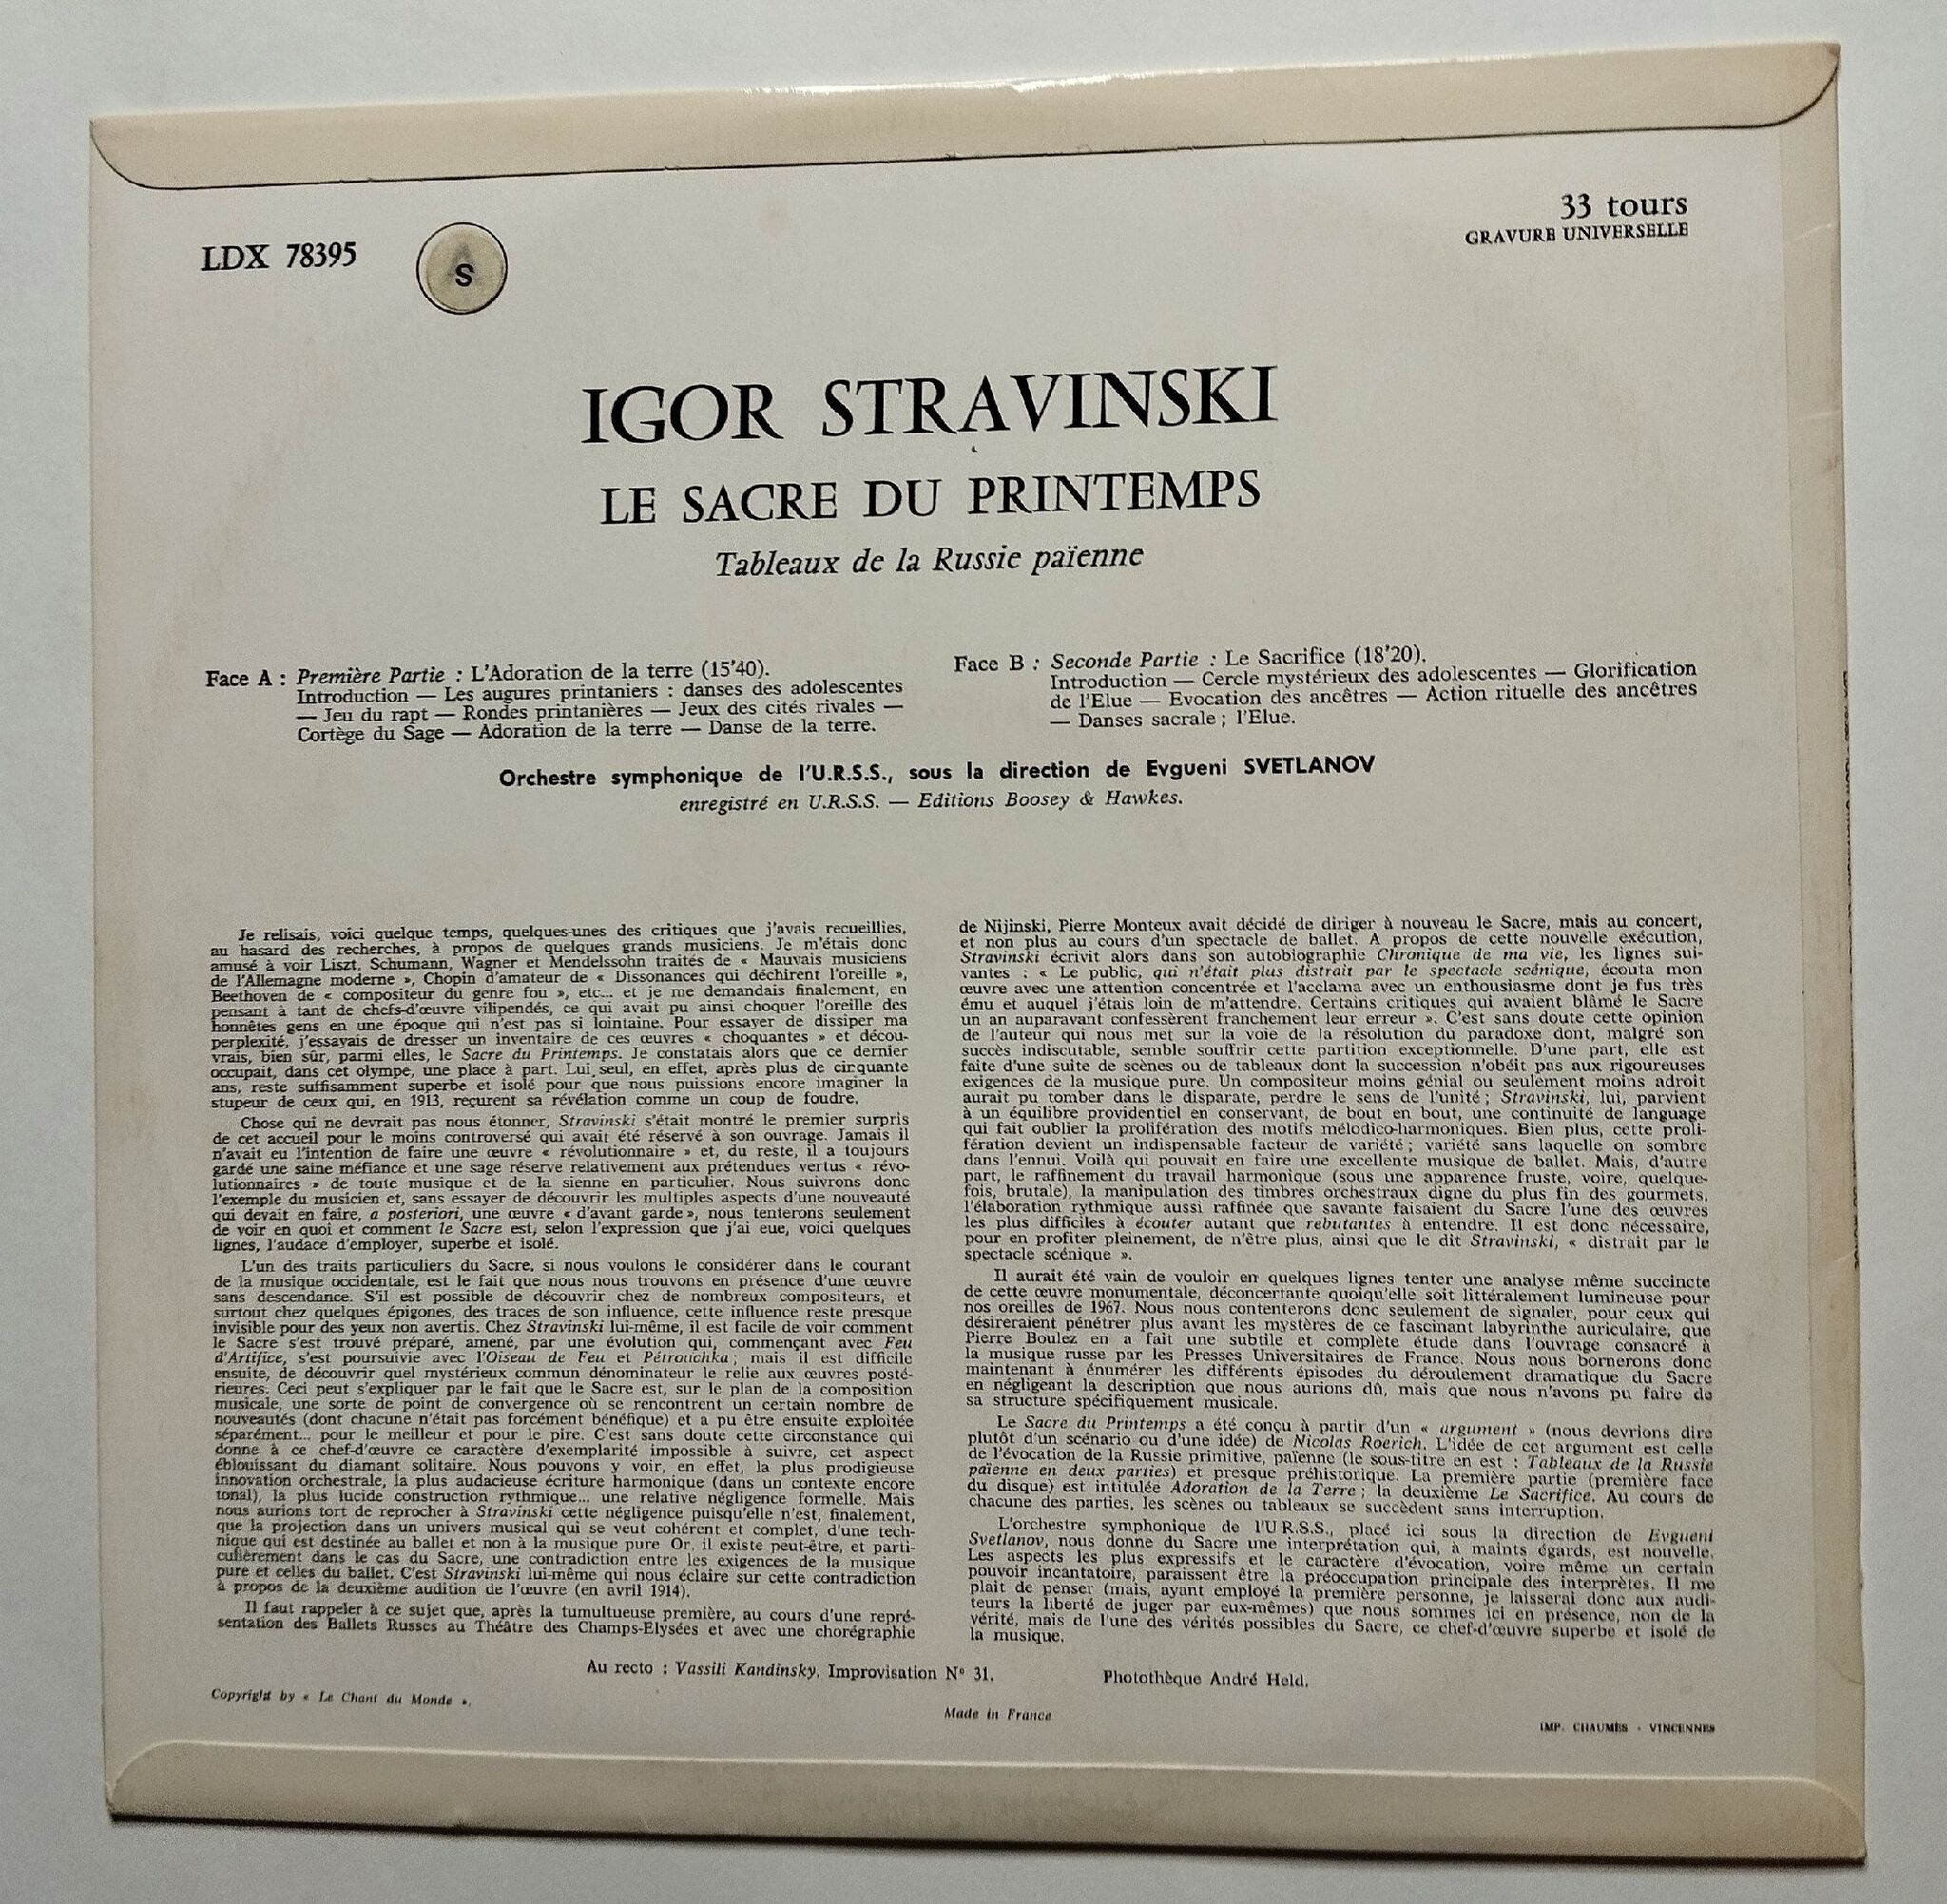 33 tours
GRAVURE UNIVERSELLE
LDX 78395
S
IGOR STRAVINSKI
LE SACRE DU PRINTEMPS
Tableaux de la Russie païenne
Face A : Première Partie : L'Adoration de la terre (15'40).
Introduction — Les augures printaniers : danses des adolescentes
— Jeu du rapt — Rondes printanières — Jeux des cités rivales —
Cortège du Sage — Adoration de la terre — Danse de la terre.
Face B : Seconde Partie : Le Sacrifice (18'20).
Introduction — Cercle mystérieux des adolescentes — Glorification
de l'Elue — Evocation des ancêtres — Action rituelle des ancêtres
— Danses sacrale ; l'Elue.
Orchestre symphonique de l'U.R.S.S., sous la direction de Evgueni SVETLANOV
enregistré en U.R.S.S. — Editions Boosey & Hawkes.
Je relisais, voici quelque temps, quelques-unes des critiques que j'avais recueillies,
au hasard des recherches, à propos de quelques grands musiciens. Je m'étais donc
amusé à voir Liszt, Schumann, Wagner et Mendelssohn traités de « Mauvais musiciens
de l'Allemagne moderne », Chopin d'amateur de « Dissonances qui déchirent l'oreille »,
Beethoven de « compositeur du genre fou », etc... et je me demandais finalement, en
pensant à tant de chefs-d'œuvre vilipendés, ce qui avait pu ainsi choquer l'oreille des
honnêtes gens en une époque qui n'est pas si lointaine. Pour essayer de dissiper ma
perplexité, j'essayais de dresser un inventaire de ces œuvres « choquantes » et décou-
vrais, bien sûr, parmi elles, le Sacre du Printemps. Je constatais alors que ce dernier
occupait, dans cet olympe, une place à part. Lui seul, en effet, après plus de cirquante
ans, reste suffisamment superbe et isolé pour que nous puissions encore imaginer la
stupeur de ceux qui, en 1913, reçurent sa révélation comme un coup de foudre.
Chose qui ne devrait pas nous étonner, Stravinski s'était montré le premier surpris
de cet accueil pour le moins controversé qui avait été réservé à son ouvrage. Jamais il
n'avait eu l'intention de faire une œuvre « révolutionnaire » et, du reste, il a toujours
gardé une saine méfiance et une sage réserve relativement aux prétendues vertus « révo-
lutionnaires » de toute musique et de la sienne en particulier. Nous suivrons donc
l'exemple du musicien et, sans essayer de découvrir les multiples aspects d'une nouveauté
qui devait en faire, a posteriori, une œuvre « d'avant garde », nous tenterons seulement
de voir en quoi et comment le Sacre est, selon l'expression que j'ai eue, voici quelques
lignes, l'audace d'employer, superbe et isolé.
L'un des traits particuliers du Sacre, si nous voulons le considérer dans le courant
de la musique occidentale, est le fait que nous nous trouvons en présence d'une œuvre
sans descendance. S'il est possible de découvrir chez de nombreux compositeurs, et
surtout chez quelques épigones, des traces de son influence, cette influence reste presque
invisible pour des yeux non avertis. Chez Stravinski lui-même, il est facile de voir comment
le Sacre s'est trouvé préparé, amené, par une évolution qui, commençant avec Feu
d'Artifice, s'est poursuivie avec l'Oiseau de Feu et Pétrouchka ; mais il est difficile
ensuite, de découvrir quel mystérieux commun dénominateur le relie aux œuvres posté-
rieures. Ceci peut s'expliquer par le fait que le Sacre est, sur le plan de la composition
musicale, une sorte de point de convergence où se rencontrent un certain nombre de
nouveautés (dont chacune n'était pas forcément bénéfique) et a pu être ensuite exploitée
séparément... pour le meilleur et pour le pire. C'est sans doute cette circonstance qui
donne à ce chef-d'œuvre ce caractère d'exemplarité impossible à suivre, cet aspect
éblouissant du diamant solitaire. Nous pouvons y voir, en effet, la plus prodigieuse
innovation orchestrale, la plus audacieuse écriture harmonique (dans un contexte encore
tonal), la plus lucide construction rythmique... une relative négligence formelle. Mais
nous aurions tort de reprocher à Stravinski cette négligence puisqu'elle n'est, finalement,
que la projection dans un univers musical qui se veut cohérent et complet, d'une tech-
nique qui est destinée au ballet et non à la musique pure Or, il existe peut-être, et parti-
culièrement dans le cas du Sacre, une contradiction entre les exigences de la musique
pure et celles du ballet. C'est Stravinski lui-même qui nous éclaire sur cette contradiction
à propos de la deuxième audition de l'œuvre (en avril 1914).
Il faut rappeler à ce sujet que, après la tumultueuse première, au cours d'une repré-
sentation des Ballets Russes au Théâtre des Champs-Elysées et avec une chorégraphie
de Nijinski, Pierre Monteux avait décidé de diriger à nouveau le Sacre, mais au concert,
et non plus au cours d'un spectacle de ballet. A propos de cette nouvelle exécution,
Stravinski écrivit alors dans son autobiographie Chronique de ma vie, les lignes sui-
vantes : « Le public, qui n'était plus distrait par le spectacle scénique, écouta mon
œuvre avec une attention concentrée et l'acclama avec un enthousiasme dont je fus très
ému et auquel j'étais loin de m'attendre. Certains critiques qui avaient blâmé le Sacre
un an auparavant confessèrent franchement leur erreur ». C'est sans doute cette opinion
de l'auteur qui nous met sur la voie de la résolution du paradoxe dont, malgré son
succès indiscutable, semble souffrir cette partition exceptionnelle. D'une part, elle est
faite d'une suite de scènes ou de tableaux dont la succession n'obéit pas aux rigoureuses
exigences de la musique pure. Un compositeur moins génial ou seulement moins adroit
aurait pu tomber dans le disparate, perdre le sens de l'unité ; Stravinski, lui, parvient
à un équilibre providentiel en conservant, de bout en bout, une continuité de language
qui fait oublier la prolifération des motifs mélodico-harmoniques. Bien plus, cette proli-
fération devient un indispensable facteur de variété ; variété sans laquelle on sombre
dans l'ennui. Voilà qui pouvait en faire une excellente musique de ballet. Mais, d'autre
part, le raffinement du travail harmonique (sous une apparence fruste, voire, quelque-
fois, brutale), la manipulation des timbres orchestraux digne du plus fin des gourmets,
l'élaboration rythmique aussi raffinée que savante faisaient du Sacre l'une des œuvres
les plus difficiles à écouter autant que rebutantes à entendre. Il est donc nécessaire,
pour en profiter pleinement, de n'être plus, ainsi que le dit Stravinski, « distrait par le
spectacle scénique ».
Il aurait été vain de vouloir en quelques lignes tenter une analyse même succincte
de cette œuvre monumentale, déconcertante quoiqu'elle soit littéralement lumineuse pour
nos oreilles de 1967. Nous nous contenterons donc seulement de signaler, pour ceux qui
désireraient pénétrer plus avant les mystères de ce fascinant labyrinthe auriculaire, que
Pierre Boulez en a fait une subtile et complète étude dans l'ouvrage consacré à
la musique russe par les Presses Universitaires de France. Nous nous bornerons donc
maintenant à énumérer les différents épisodes du déroulement dramatique du Sacre
en négligeant la description que nous aurions dû, mais que nous n'avons pu faire de
sa structure spécifiquement musicale.
Le Sacre du Printemps a été conçu à partir d'un « argument » (nous devrions dire
plutôt d'un scénario ou d'une idée) de Nicolas Roerich. L'idée de cet argument est celle
de l'évocation de la Russie primitive, païenne (le sous-titre en est : Tableaux de la Russie
païenne en deux parties) et presque préhistorique. La première partie (première face
du disque) est intitulée Adoration de la Terre ; la deuxième Le Sacrifice. Au cours de
chacune des parties, les scènes ou tableaux se succèdent sans interruption.
L'orchestre symphonique de l'U R.S.S., placé ici sous la direction de Evgueni
Svetlanov, nous donne du Sacre une interprétation qui, à maints égards, est nouvelle.
Les aspects les plus expressifs et le caractère d'évocation, voire même un certain
pouvoir incantatoire, paraissent être la préoccupation principale des interprètes. Il me
plaît de penser (mais, ayant employé la première personne, je laisserai donc aux audi-
teurs la liberté de juger par eux-mêmes) que nous sommes ici en présence, non de la
vérité, mais de l'une des vérités possibles du Sacre, ce chef-d'œuvre superbe et isolé de
la musique.
Au recto : Vassili Kandinsky. Improvisation N° 31.
Photothèque André Held.
Copyright by « Le Chant du Monde ».
Made in France
IMP. CHAUMÈS - VINCENNES